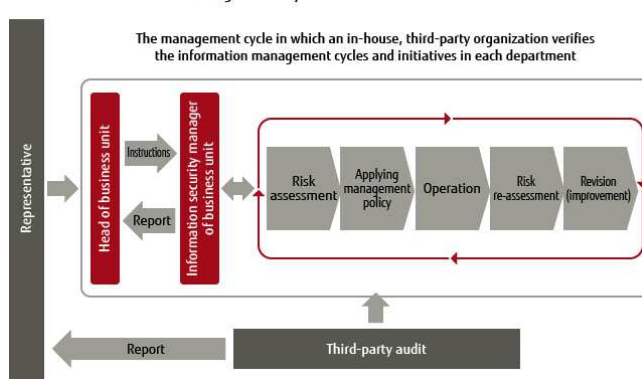 The management cycle in which an in-house, third-party organization verifies
the information management cycles and initiatives in each department
Representative
Head of business unit
Instructions
Report
Information security manager
of business unit
Risk
assessment
Applying
management
policy
Operation
Risk
re-assessment
Revision
(improvement)
Report
Third-party audit